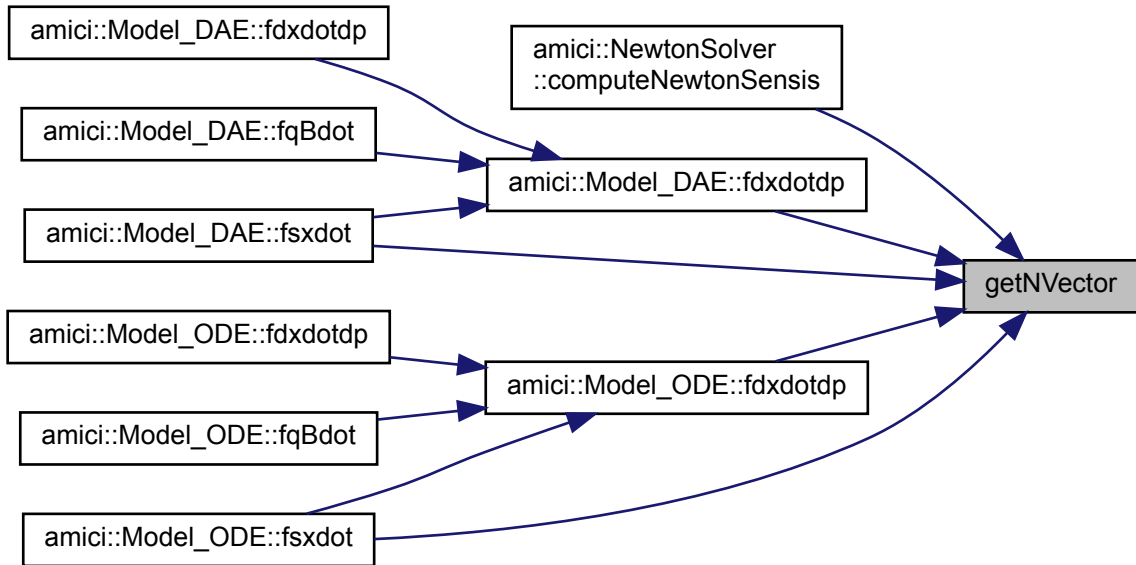 amici::Model_DAE::fdxdotdp
amici::NewtonSolver
::computeNewtonSensis
amici::Model_DAE::fqBdot
amici::Model_DAE::fdxdotdp
amici::Model_DAE::fsxdot
getNVector
amici::Model_ODE::fdxdotdp
amici::Model_ODE::fdxdotdp
amici::Model_ODE::fqBdot
amici::Model_ODE::fsxdot